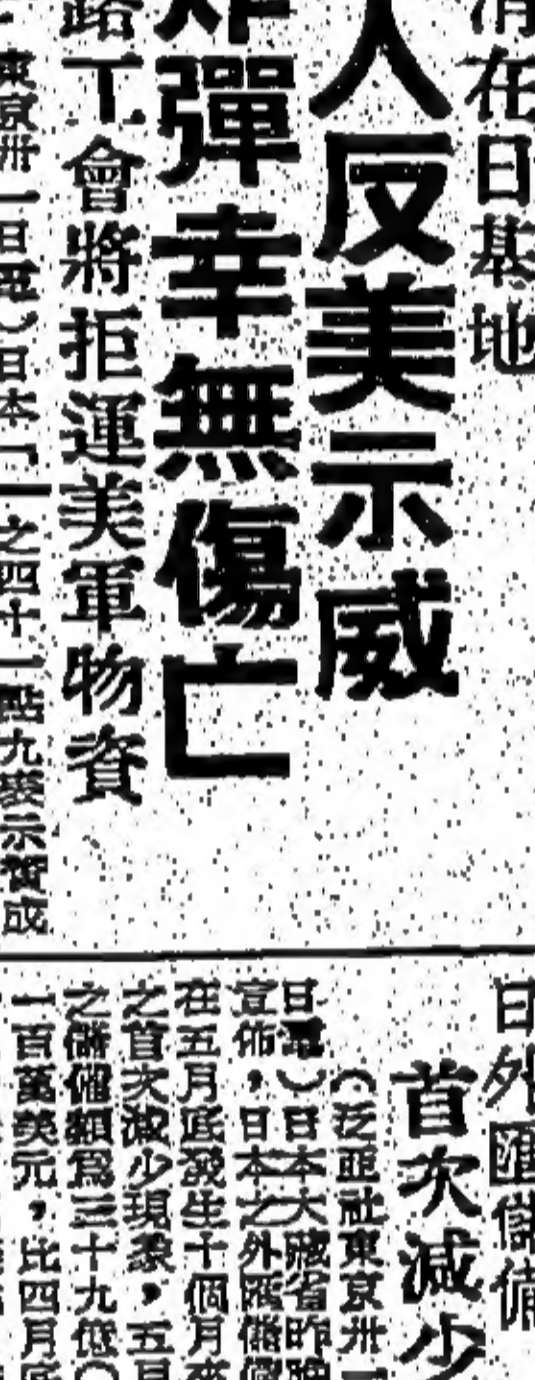 消在日基地
人反美示威
炸彈幸無傷亡
路工會將拒運美軍物資
東京卅一日電)日本「
之四十一點九表示贊成
日外匯儲備
首次減少
(泛亞社東京卅一
日電)日本大藏省昨晚
宣佈,日本之外匯儲備
在五月底發生十個月來
之首次減少現象,五月
之儲備額為三十九億〇
一百萬美元,比四月底